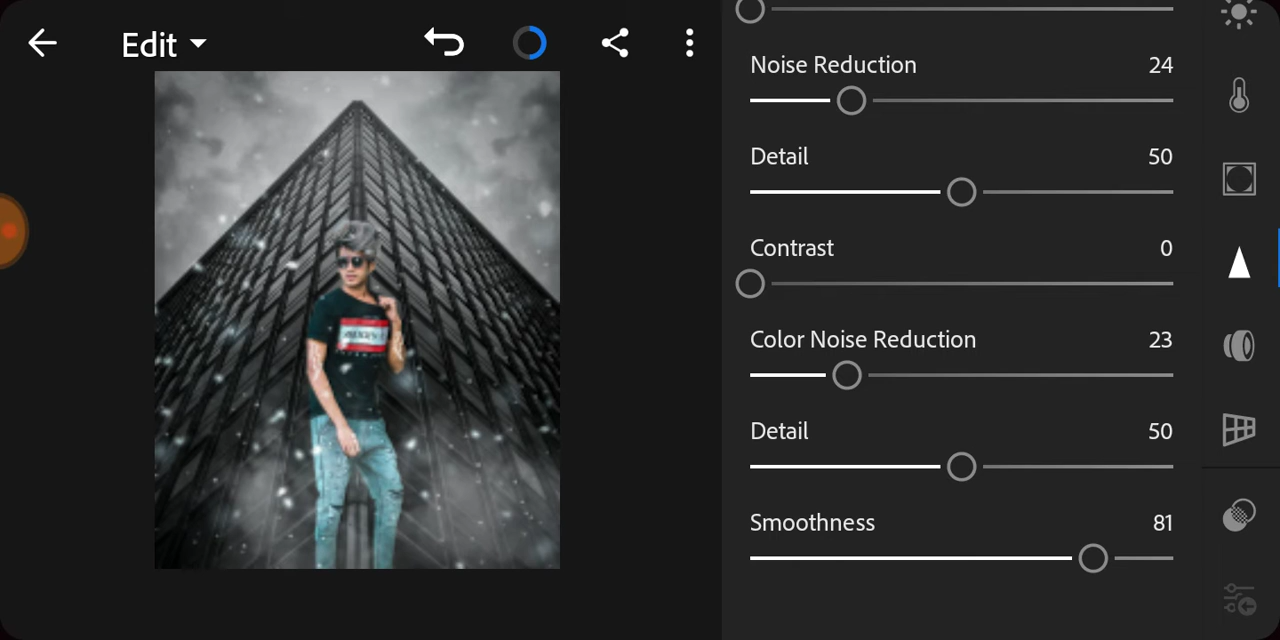 Edit
Noise Reduction 24
Detail 50
Contrast 0
Color Noise Reduction 23
Detail 50
Smoothness 81